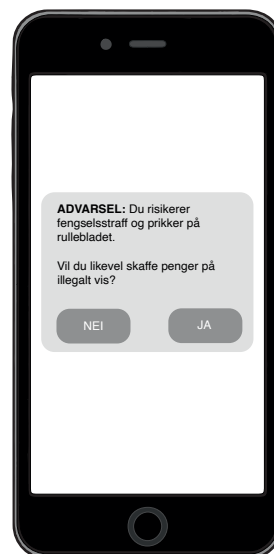 ADVARSEL: Du risikerer
fengselsstraff og prikker på
rullebladet.
Vil du likevel skaffe penger på
illegalt vis?
NEI
JA